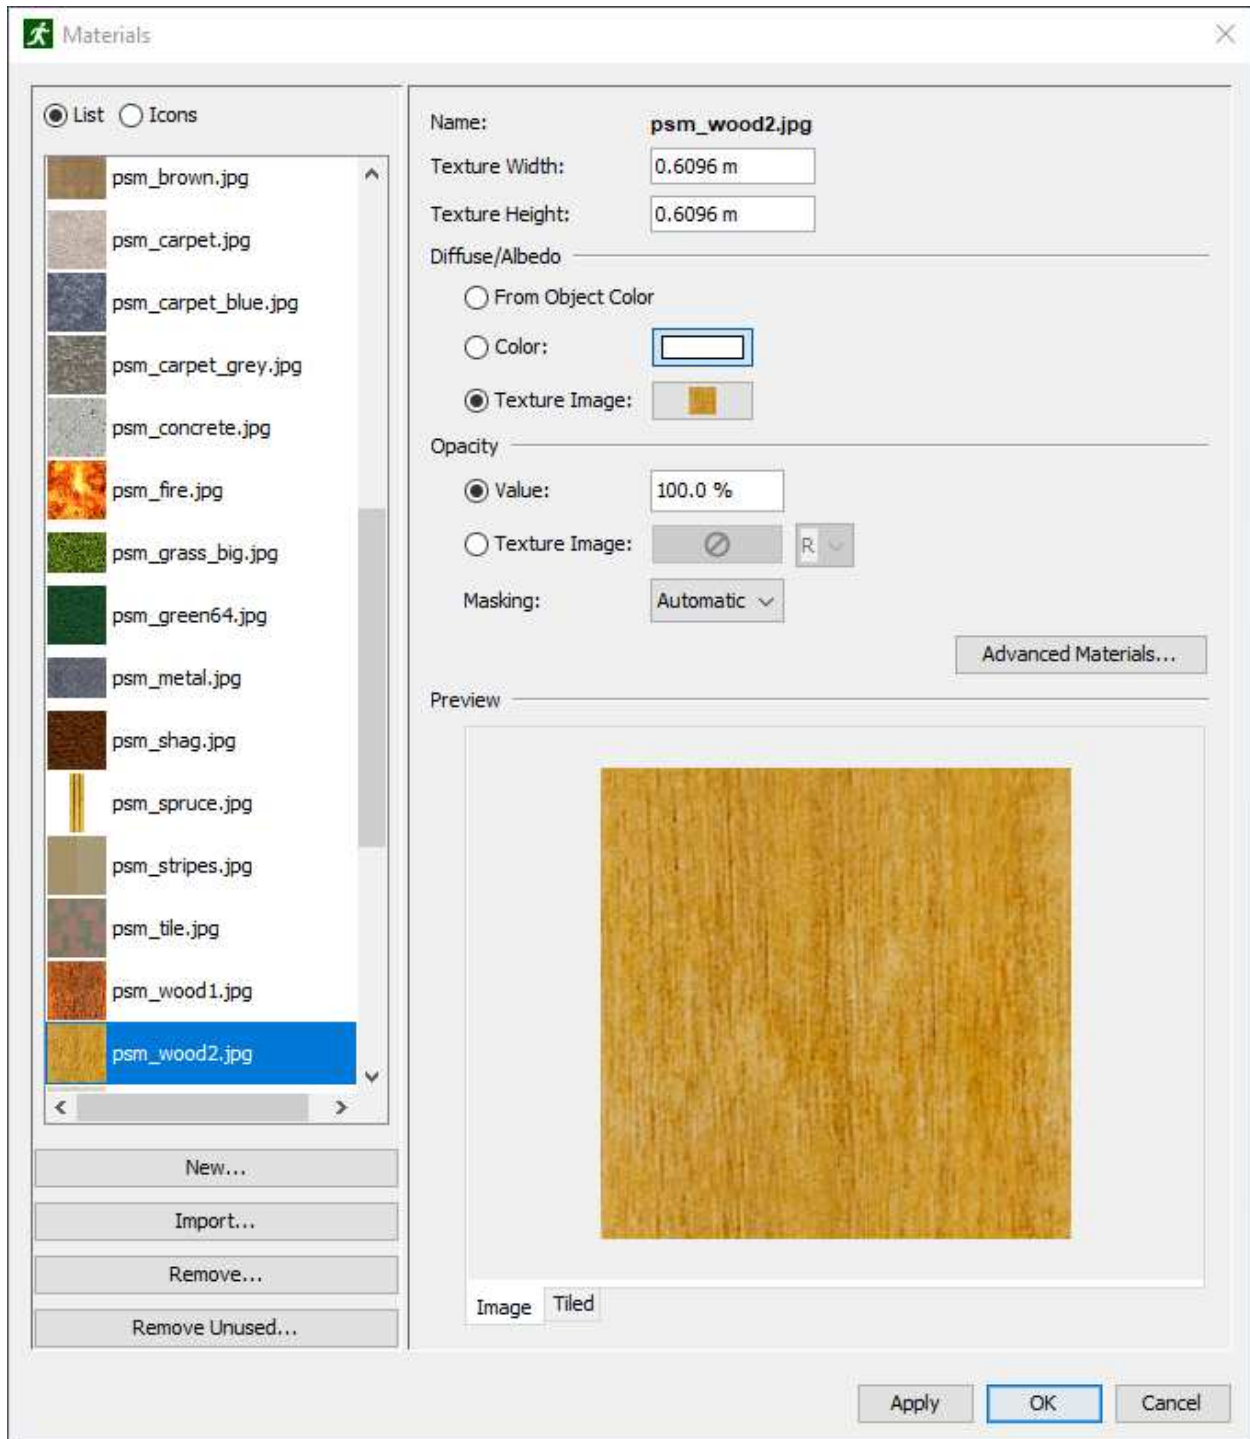 Materials
List
Icons
psm_brown.jpg
psm_carpet.jpg
psm_carpet_blue.jpg
psm_carpet_grey.jpg
psm_concrete.jpg
psm_fire.jpg
psm_grass_big.jpg
psm_green64.jpg
psm_metal.jpg
psm_shag.jpg
psm_spruce.jpg
psm_stripes.jpg
psm_tile.jpg
psm_wood1.jpg
psm_wood2.jpg
New...
Import...
Remove...
Remove Unused...
Name: psm_wood2.jpg
Texture Width: 0.6096 m
Texture Height: 0.6096 m
Diffuse/Albedo
From Object Color
Color:
Texture Image:
Opacity
Value: 100.0 %
Texture Image: R
Masking: Automatic
Advanced Materials...
Preview
Image Tiled
Apply OK Cancel